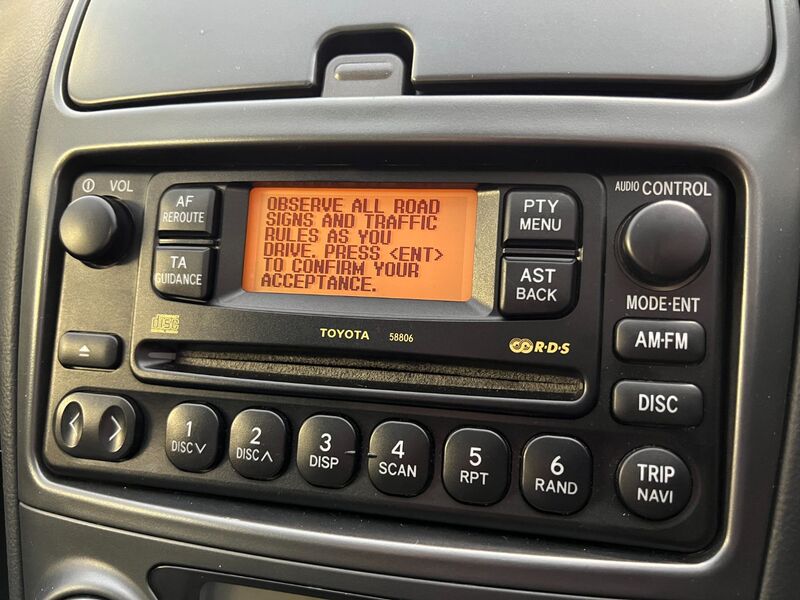 VOL
AF
REROUTE
TA
GUIDANCE
OBSERVE ALL ROAD
SIGNS AND TRAFFIC
RULES AS YOU
DRIVE. PRESS <ENT>
TO CONFIRM YOUR
ACCEPTANCE.
PTY
MENU
AST
BACK
AUDIO CONTROL
MODE·ENT
AM·FM
DISC
disc
TOYOTA 58806
R·D·S
1
DISC
2
DISC
3
DISP
4
SCAN
5
RPT
6
RAND
TRIP
NAVI